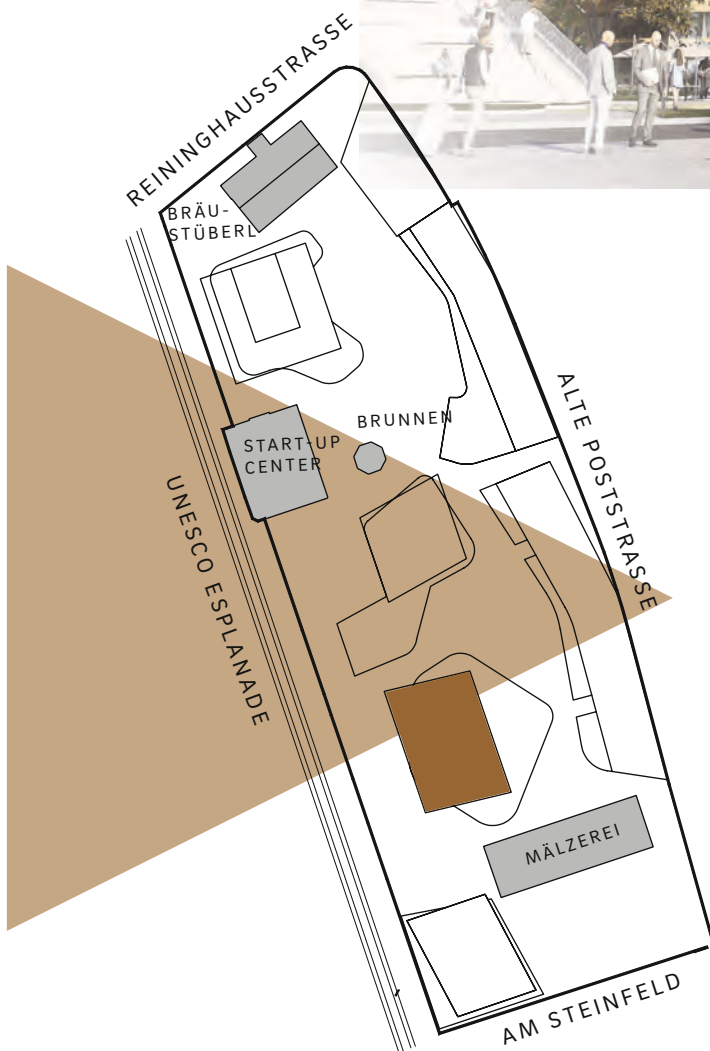 REININGHAUSSTRASSE
BRÄU-
STÜBERL
BRUNNEN
START-UP
CENTER
ALTE POSTSTRASSE
UNESCO ESPLANADE
MÄLZEREI
AM STEINFELD